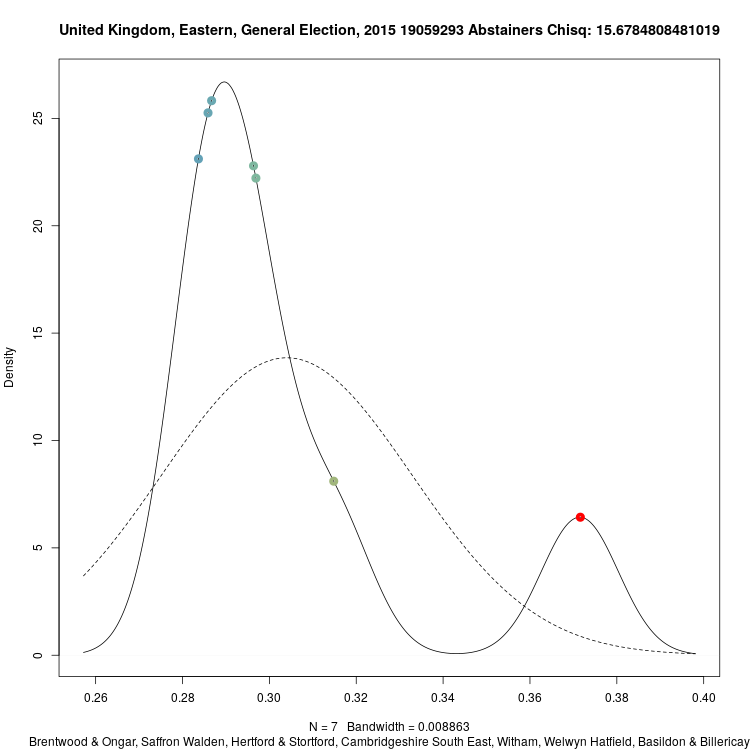 United Kingdom, Eastern, General Election, 2015 19059293 Abstainers Chisq: 15.6784808481019
Density
25
20
15
10
5
0
0.26 0.28 0.30 0.32 0.34 0.36 0.38 0.40
N = 7 Bandwidth = 0.008863
Brentwood & Ongar, Saffron Walden, Hertford & Stortford, Cambridgeshire South East, Witham, Welwyn Hatfield, Basildon & Billericay